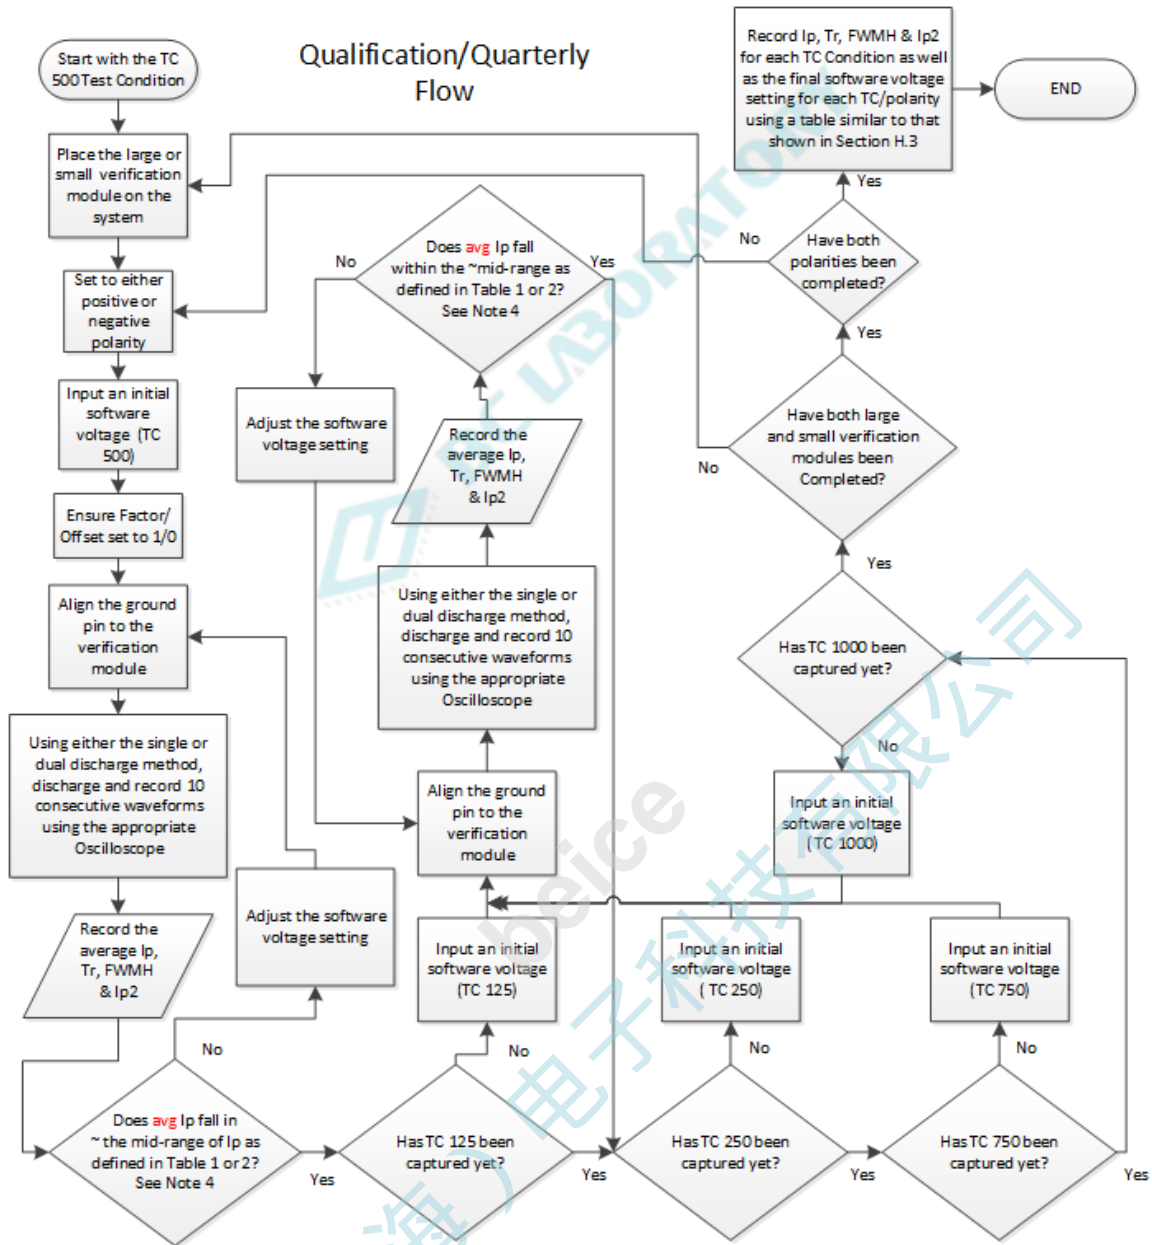 Qualification/Quarterly
Flow
Start with the TC
500 Test Condition
Place the large or
small verification
module on the
system
Set to either
positive or
negative
polarity
Input an initial
software
voltage (TC
500)
Ensure Factor/
Offset set to 1/0
Align the ground
pin to the
verification
module
Using either the single or
dual discharge method,
discharge and record 10
consecutive waveforms
using the appropriate
Oscilloscope
Record the
average Ip,
Tr, FWMH
& Ip2
Does avg Ip fall in
~ the mid-range of Ip as
defined in Table 1 or 2?
See Note 4
No
Yes
Adjust the software
voltage setting
Has TC 125 been
captured yet?
No
Yes
Input an initial
software voltage
(TC 125)
Align the ground
pin to the
verification
module
Using either the single or
dual discharge method,
discharge and record 10
consecutive waveforms
using the appropriate
Oscilloscope
Record the
average Ip,
Tr, FWMH
& Ip2
Does avg Ip fall
within the ~mid-range as
defined in Table 1 or 2?
See Note 4
No
Yes
Adjust the software
voltage setting
Has TC 250 been
captured yet?
No
Yes
Input an initial
software voltage
( TC 250)
Has TC 750 been
captured yet?
No
Yes
Input an initial
software voltage
(TC 750)
Has TC 1000 been
captured yet?
No
Yes
Input an initial
software voltage
( TC 1000)
Have both large
and small verification
modules been
Completed?
No
Yes
Have both
polarities been
completed?
No
Yes
Record Ip, Tr, FWMH & Ip2
for each TC Condition as well
as the final software voltage
setting for each TC/polarity
using a table similar to that
shown in Section H.3
END
BC LABORATORY
beice
海）电子科技有限公司